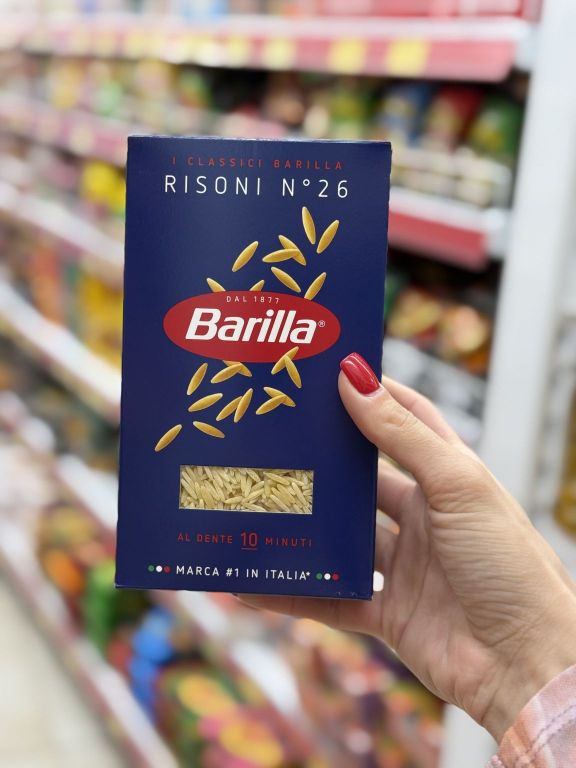 I CLASSICI BARILLA
RISONI N°26
DAL 1877
Barilla®
AL DENTE 10 MINUTI
MARCA #1 IN ITALIA*